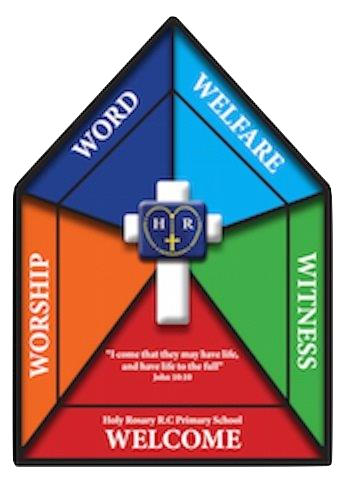 WORD
WELFARE
H R
WORSHIP
WITNESS
"I come that they may have life,
and have life to the full"
John 10:10
Holy Rosary R.C Primary School
WELCOME